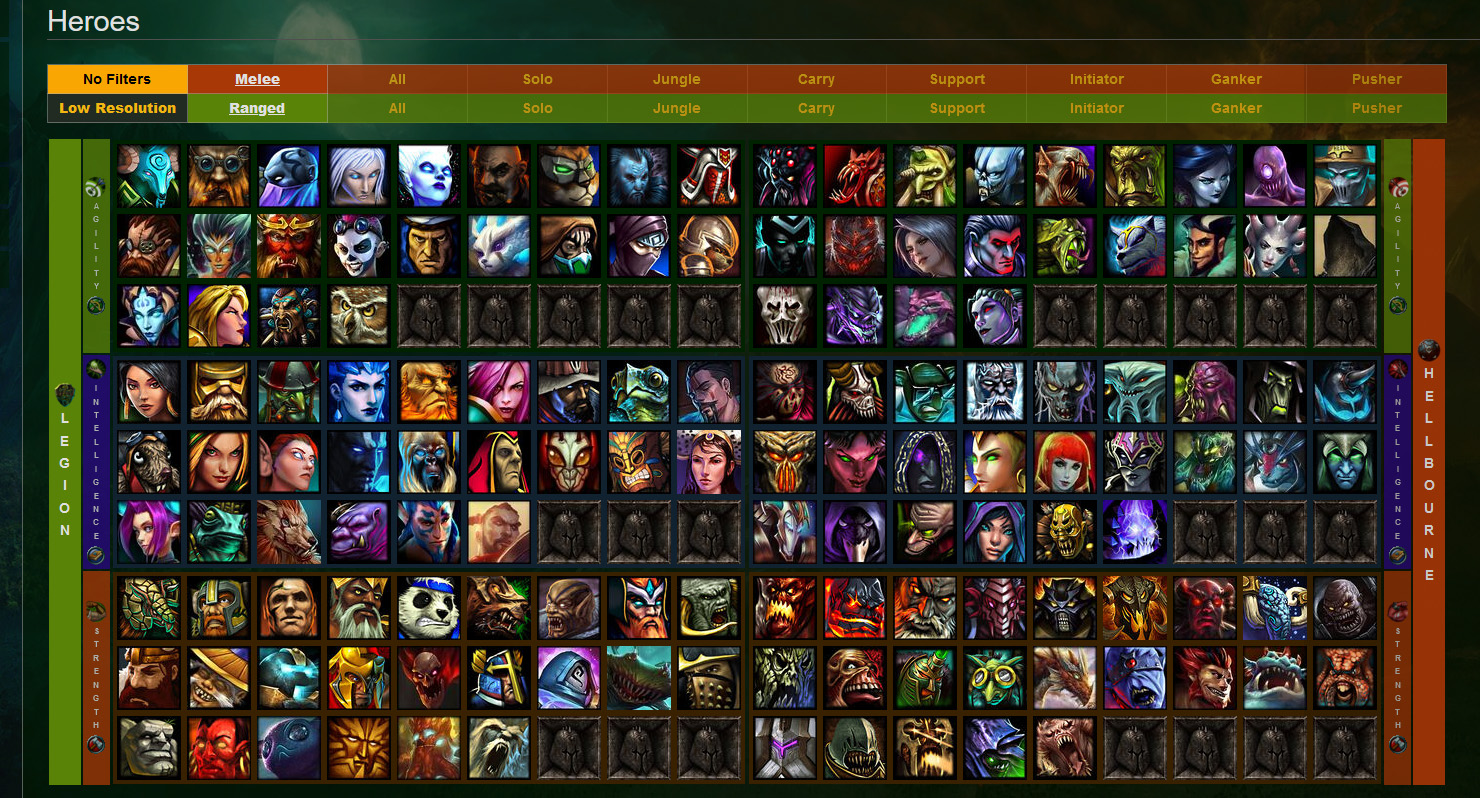 Heroes
No Filters Melee All Solo Jungle Carry Support Initiator Ganker Pusher
Low Resolution Ranged All Solo Jungle Carry Support Initiator Ganker Pusher
LEGION
AGILITY
INTELLIGENCE
STRENGTH
AGILITY
INTELLIGENCE
STRENGTH
HELLBOURNE